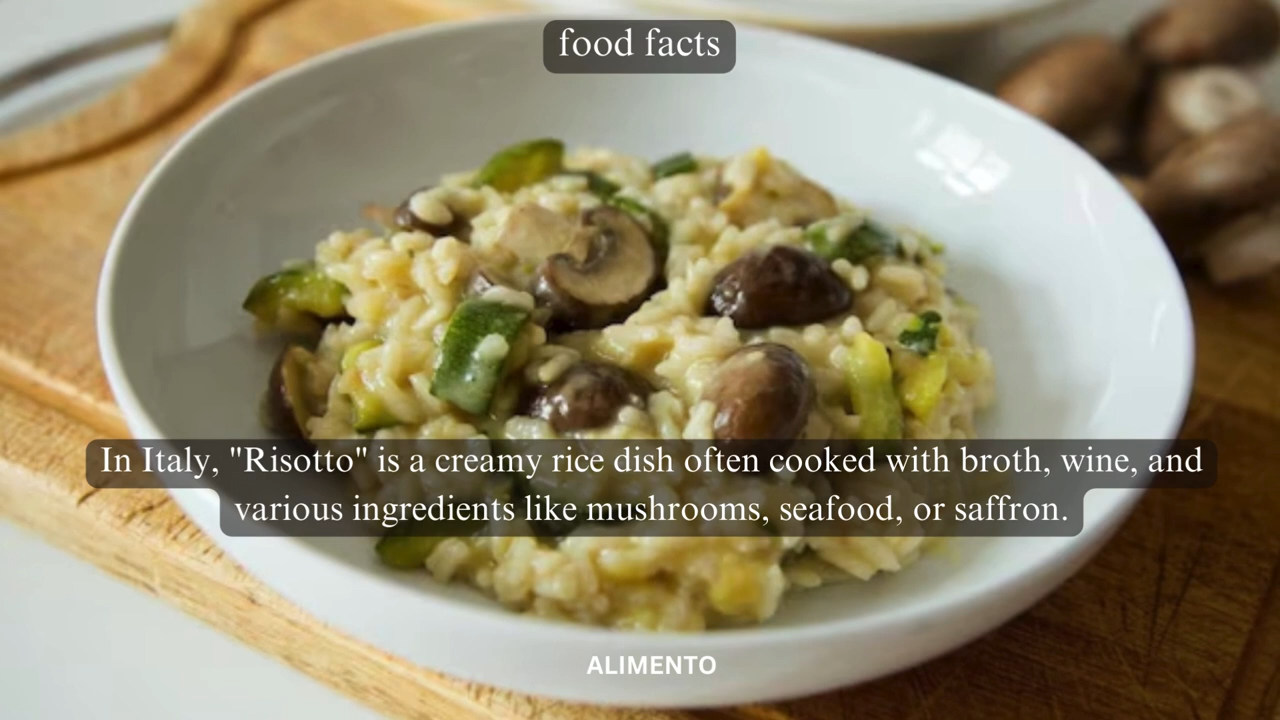 food facts
In Italy, "Risotto" is a creamy rice dish often cooked with broth, wine, and
various ingredients like mushrooms, seafood, or saffron.
ALIMENTO